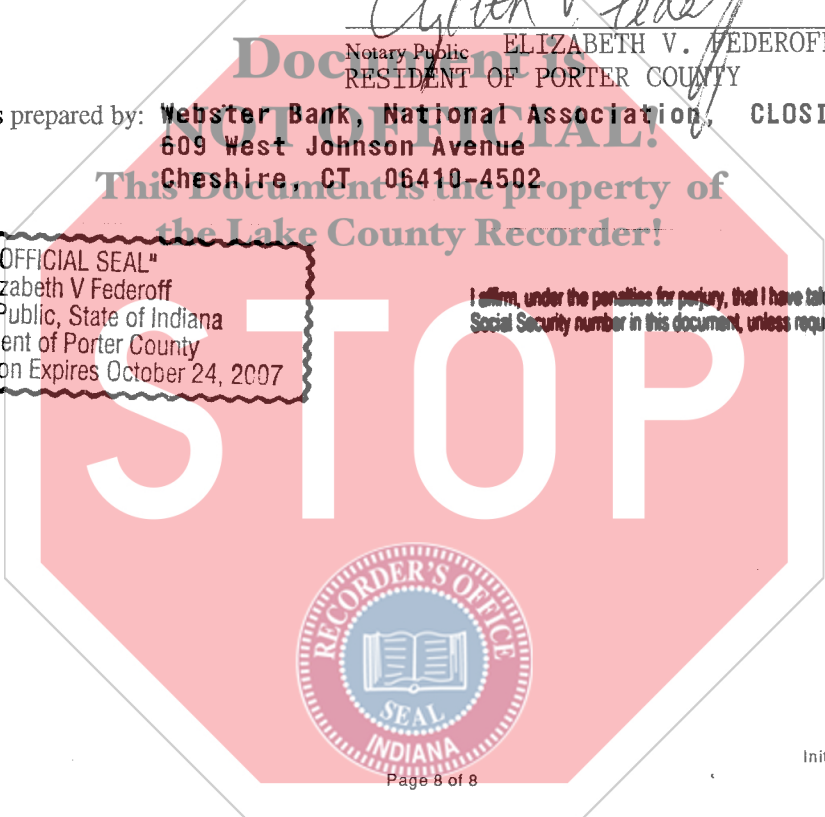 Notary Public ELIZABETH V. FEDEROFF
RESIDENT OF PORTER COUNTY
Document is
NOT OFFICIAL!
This Document is the property of
the Lake County Recorder!
prepared by: Webster Bank, National Association, CLOSI
609 West Johnson Avenue
Cheshire, CT 06410-4502
OFFICIAL SEAL"
zabeth V Federoff
Public, State of Indiana
ent of Porter County
on Expires October 24, 2007
I affirm, under the penalties for perjury, that I have tak
Social Security number in this document, unless requ
STOP
RECORDER'S OFFICE
SEAL
INDIANA
Init
Page 8 of 8